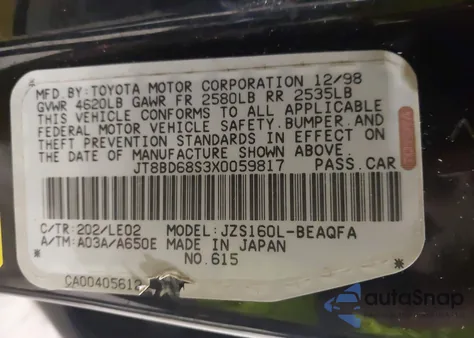 MFD. BY: TOYOTA MOTOR CORPORATION 12/98
GVWR 4620LB GAWR FR 2580LB RR 2535LB
THIS VEHICLE CONFORMS TO ALL APPLICABLE
FEDERAL MOTOR VEHICLE SAFETY, BUMPER, AND
THEFT PREVENTION STANDARDS IN EFFECT ON
THE DATE OF MANUFACTURE SHOWN ABOVE.
JT8BD68S3X0059817 PASS. CAR
C/TR: 202/LE02 MODEL: JZS160L-BEAQFA
A/TM: A03A/A650E MADE IN JAPAN
NO. 615
CA00405612
autoSnap